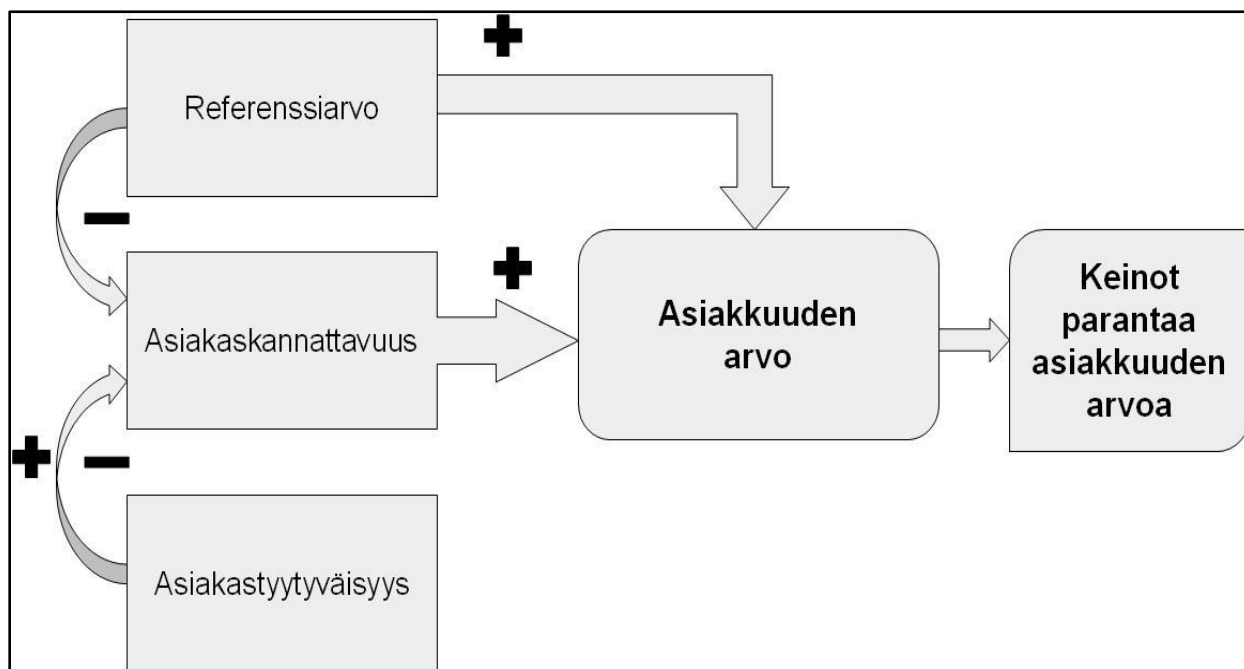 Referenssiarvo
Asiakaskannattavuus
Asiakastyytyväisyys
Asiakkuuden
arvo
Keinot
parantaa
asiakkuuden
arvoa